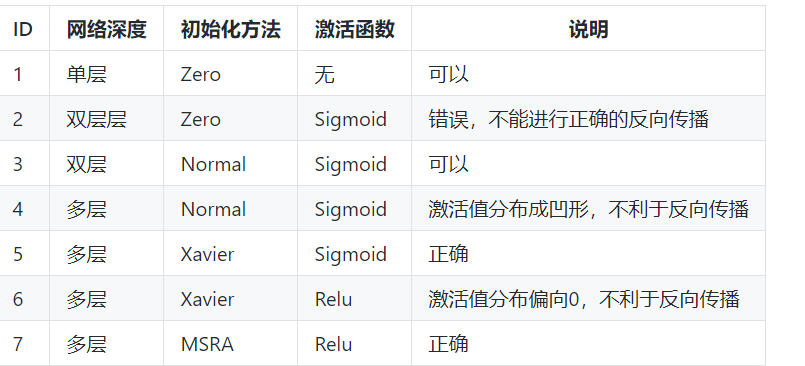 ID 网络深度 初始化方法 激活函数 说明
1 单层 Zero 无 可以
2 双层层 Zero Sigmoid 错误，不能进行正确的反向传播
3 双层 Normal Sigmoid 可以
4 多层 Normal Sigmoid 激活值分布成凹形，不利于反向传播
5 多层 Xavier Sigmoid 正确
6 多层 Xavier Relu 激活值分布偏向0，不利于反向传播
7 多层 MSRA Relu 正确